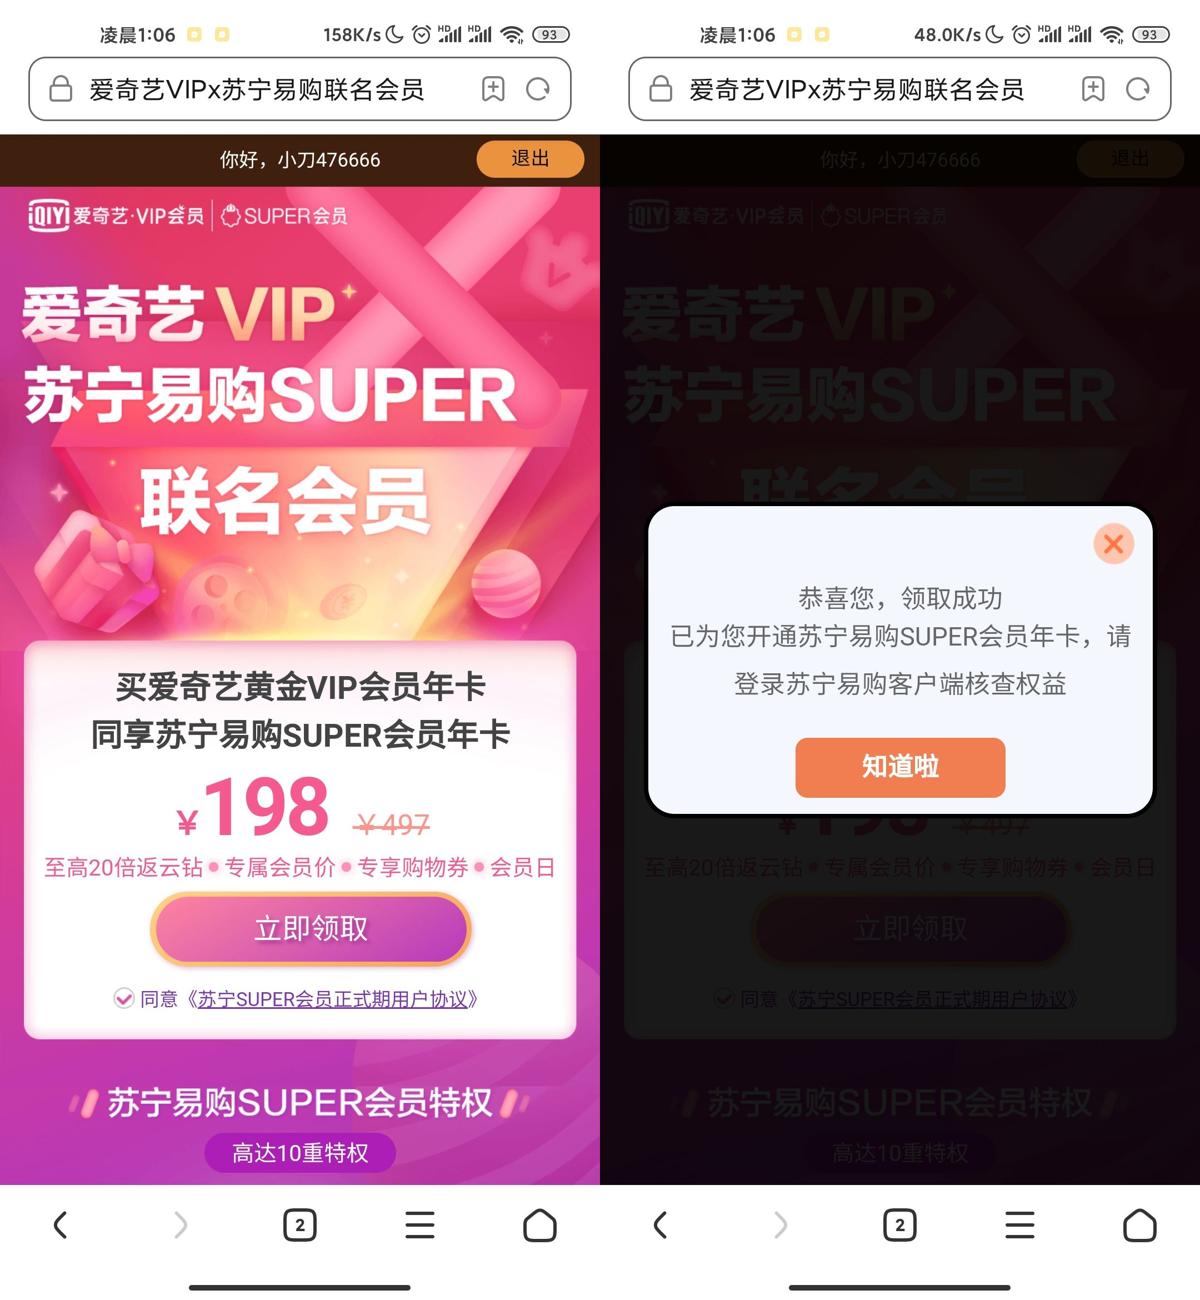 凌晨1:06
158K/s
HD
HD
93
爱奇艺VIPx苏宁易购联名会员
你好，小刀476666
退出
iQIYI 爱奇艺·VIP会员 SUPER会员
爱奇艺 VIP
苏宁易购SUPER
联名会员
买爱奇艺黄金VIP会员年卡
同享苏宁易购SUPER会员年卡
¥198 ¥497
至高20倍返云钻•专属会员价•专享购物券•会员日
立即领取
同意《苏宁SUPER会员正式期用户协议》
苏宁易购SUPER会员特权
高达10重特权
2
凌晨1:06
48.0K/s
HD
HD
93
爱奇艺VIPx苏宁易购联名会员
你好，小刀476666
退出
iQIYI 爱奇艺·VIP会员 SUPER会员
爱奇艺 VIP
苏宁易购SUPER
联名会员
恭喜您，领取成功
已为您开通苏宁易购SUPER会员年卡，请
登录苏宁易购客户端核查权益
知道啦
¥198 ¥497
至高20倍返云钻•专属会员价•专享购物券•会员日
立即领取
同意《苏宁SUPER会员正式期用户协议》
苏宁易购SUPER会员特权
高达10重特权
2